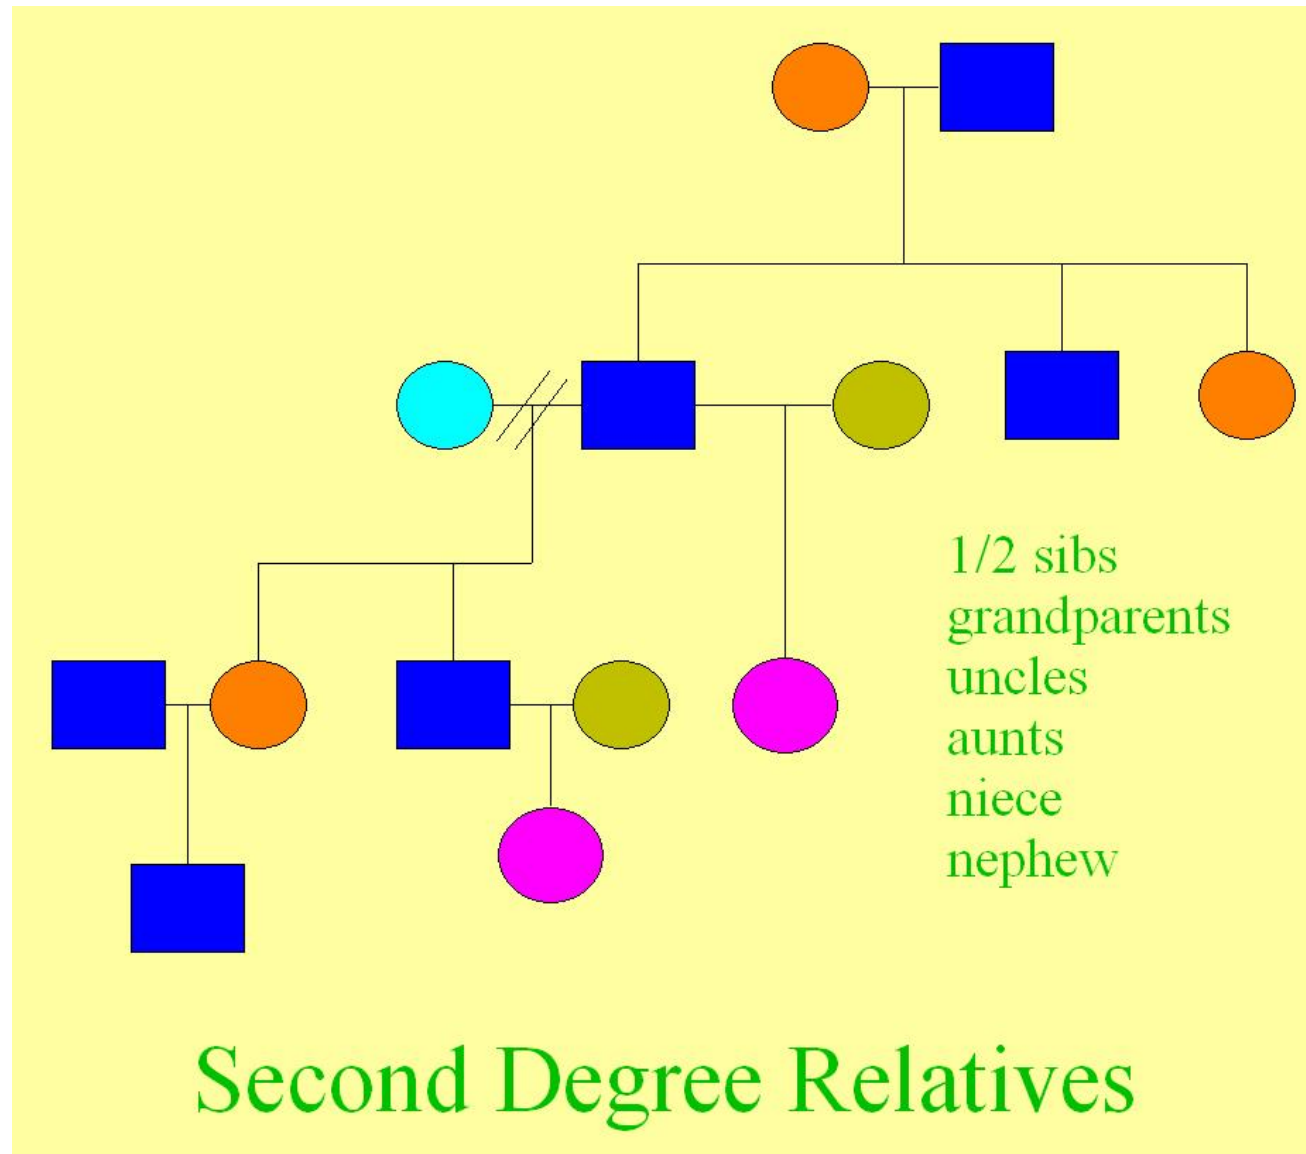 1/2 sibs
grandparents
uncles
aunts
niece
nephew
Second Degree Relatives